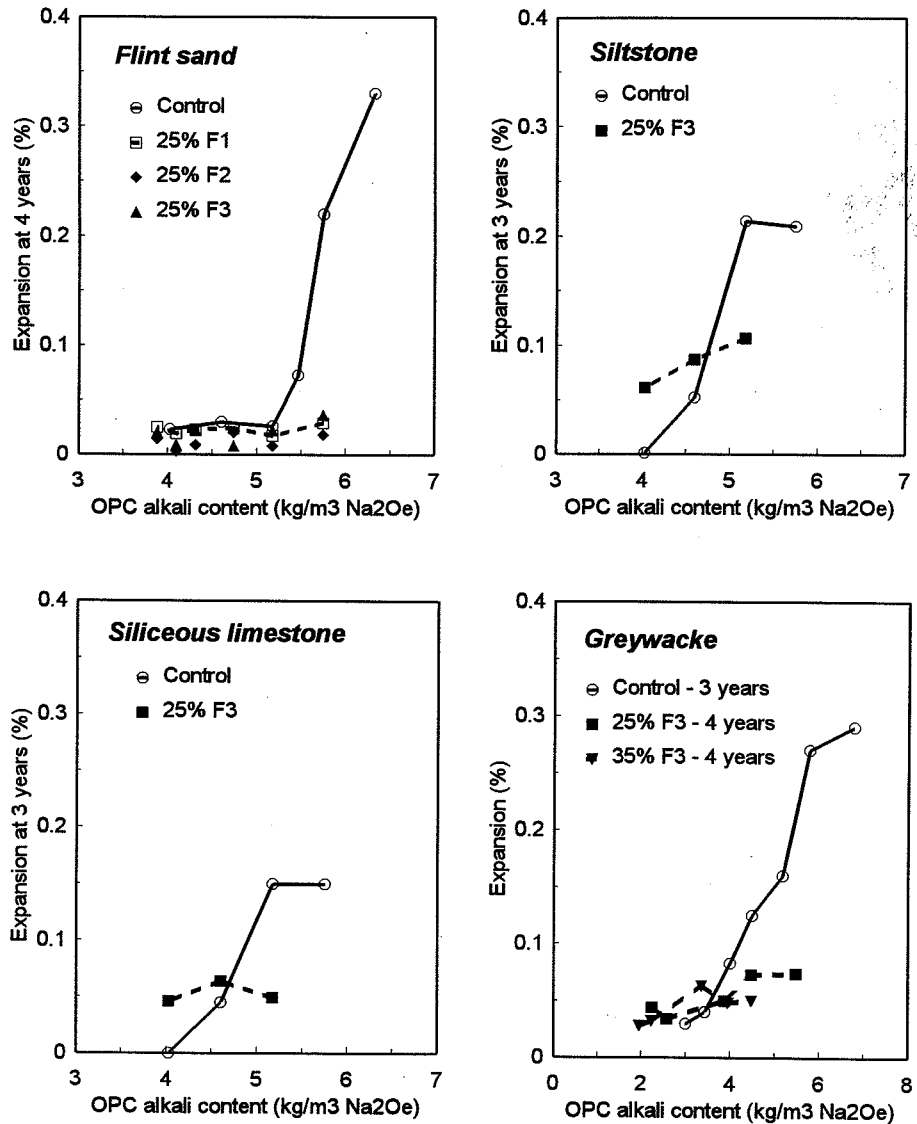 Flint sand
Control
25% F1
25% F2
25% F3
Expansion at 4 years (%)
0.4
0.3
0.2
0.1
0
3 4 5 6 7
OPC alkali content (kg/m3 Na2Oe)
Siltstone
Control
25% F3
Expansion at 3 years (%)
0.4
0.3
0.2
0.1
0
3 4 5 6 7
OPC alkali content (kg/m3 Na2Oe)
Siliceous limestone
Control
25% F3
Expansion at 3 years (%)
0.4
0.3
0.2
0.1
0
3 4 5 6 7
OPC alkali content (kg/m3 Na2Oe)
Greywacke
Control - 3 years
25% F3 - 4 years
35% F3 - 4 years
Expansion (%)
0.4
0.3
0.2
0.1
0
0 2 4 6 8
OPC alkali content (kg/m3 Na2Oe)